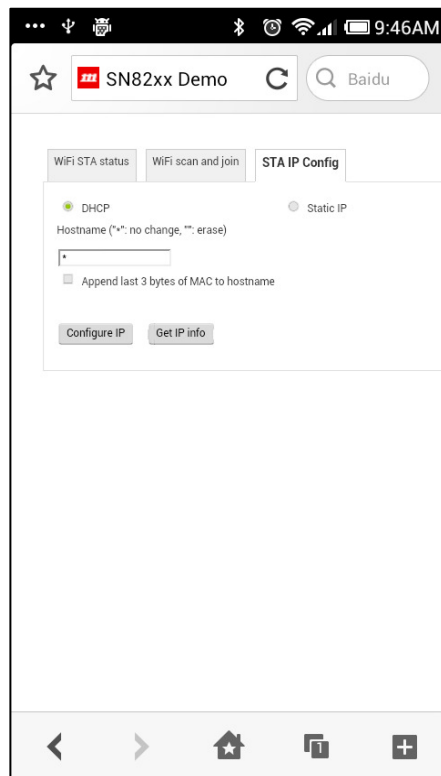 9:46AM
m SN82xx Demo
Baidu
WiFi STA status WiFi scan and join STA IP Config
DHCP Static IP
Hostname ("*": no change, "": erase)
*
Append last 3 bytes of MAC to hostname
Configure IP Get IP info
1